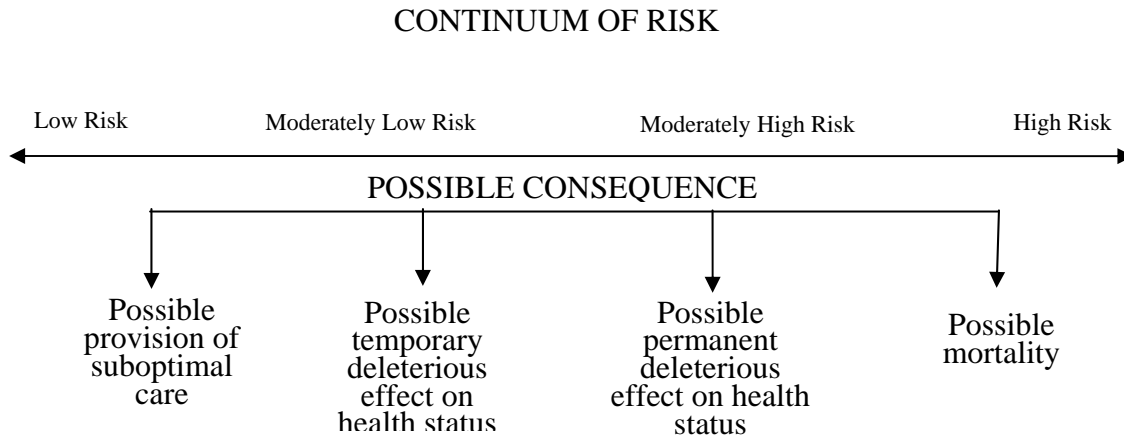 CONTINUUM OF RISK
Low Risk
Moderately Low Risk
Moderately High Risk
High Risk
POSSIBLE CONSEQUENCE
Possible
provision of
suboptimal
care
Possible
temporary
deleterious
effect on
health status
Possible
permanent
deleterious
effect on health
status
Possible
mortality